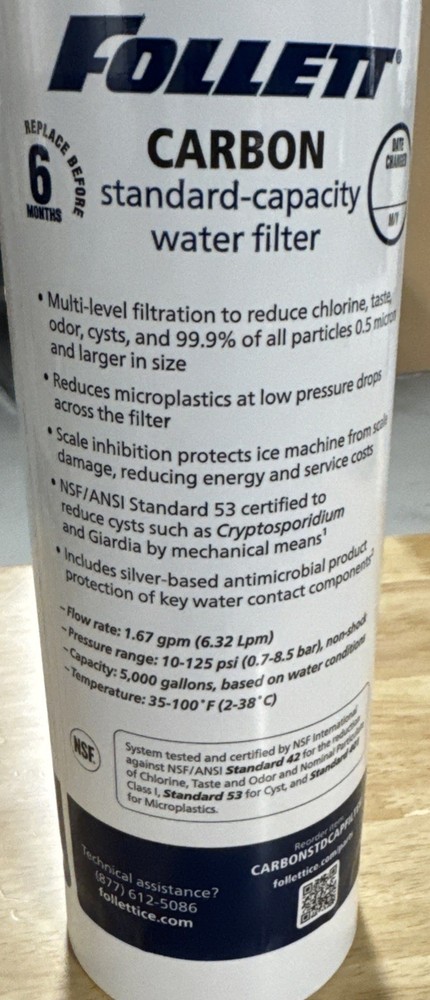 FOLLETT®
REPLACE BEFORE
6
MONTHS
DATE
CHANGED
M/Y
CARBON
standard-capacity
water filter
• Multi-level filtration to reduce chlorine, taste,
odor, cysts, and 99.9% of all particles 0.5 micron
and larger in size
• Reduces microplastics at low pressure drops
across the filter
• Scale inhibition protects ice machine from scale
damage, reducing energy and service costs
• NSF/ANSI Standard 53 certified to
reduce cysts such as Cryptosporidium
and Giardia by mechanical means¹
• Includes silver-based antimicrobial product
protection of key water contact components²
-Flow rate: 1.67 gpm (6.32 Lpm)
-Pressure range: 10-125 psi (0.7-8.5 bar), non-shock
-Capacity: 5,000 gallons, based on water conditions
-Temperature: 35-100°F (2-38°C)
NSF
System tested and certified by NSF International
against NSF/ANSI Standard 42 for the reduction
of Chlorine, Taste and Odor and Nominal Particulate
Class I, Standard 53 for Cyst, and Standard 401
for Microplastics.
Technical assistance?
(877) 612-5086
follettice.com
Reorder item
CARBONSTDCAPFILT
follettice.com/parts